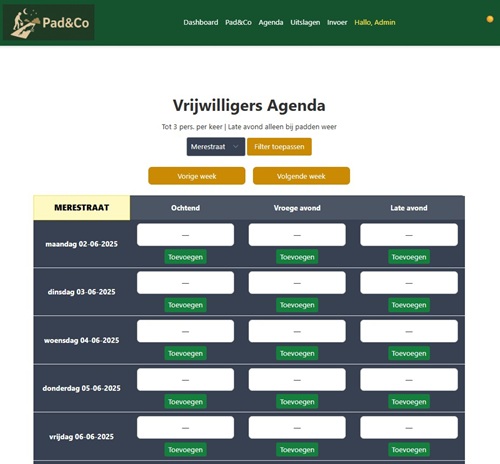 Pad&Co
Dashboard Pad&Co Agenda Uitslagen Invoer Hallo, Admin
Vrijwilligers Agenda
Tot 3 pers. per keer | Late avond alleen bij padden weer
Merestraat Filter toepassen
Vorige week Volgende week
MERESTRAAT Ochtend Vroege avond Late avond
maandag 02-06-2025 — — —
Toevoegen Toevoegen Toevoegen
dinsdag 03-06-2025 — — —
Toevoegen Toevoegen Toevoegen
woensdag 04-06-2025 — — —
Toevoegen Toevoegen Toevoegen
donderdag 05-06-2025 — — —
Toevoegen Toevoegen Toevoegen
vrijdag 06-06-2025 — — —
Toevoegen Toevoegen Toevoegen